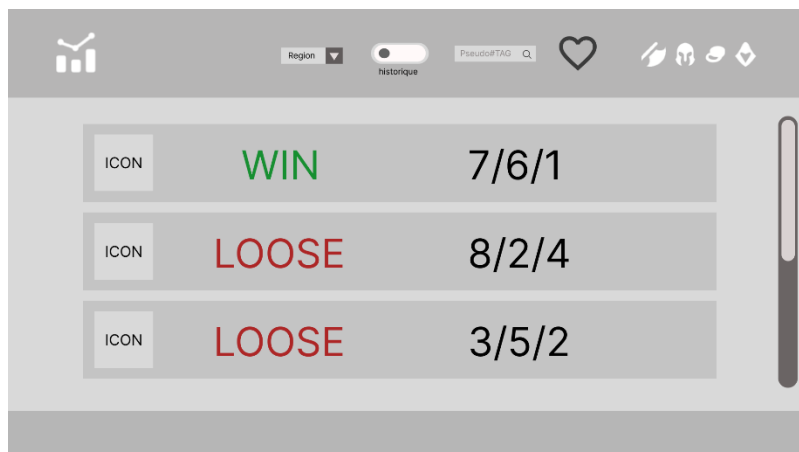 Region
historique
Pseudo#TAG
ICON WIN 7/6/1
ICON LOOSE 8/2/4
ICON LOOSE 3/5/2